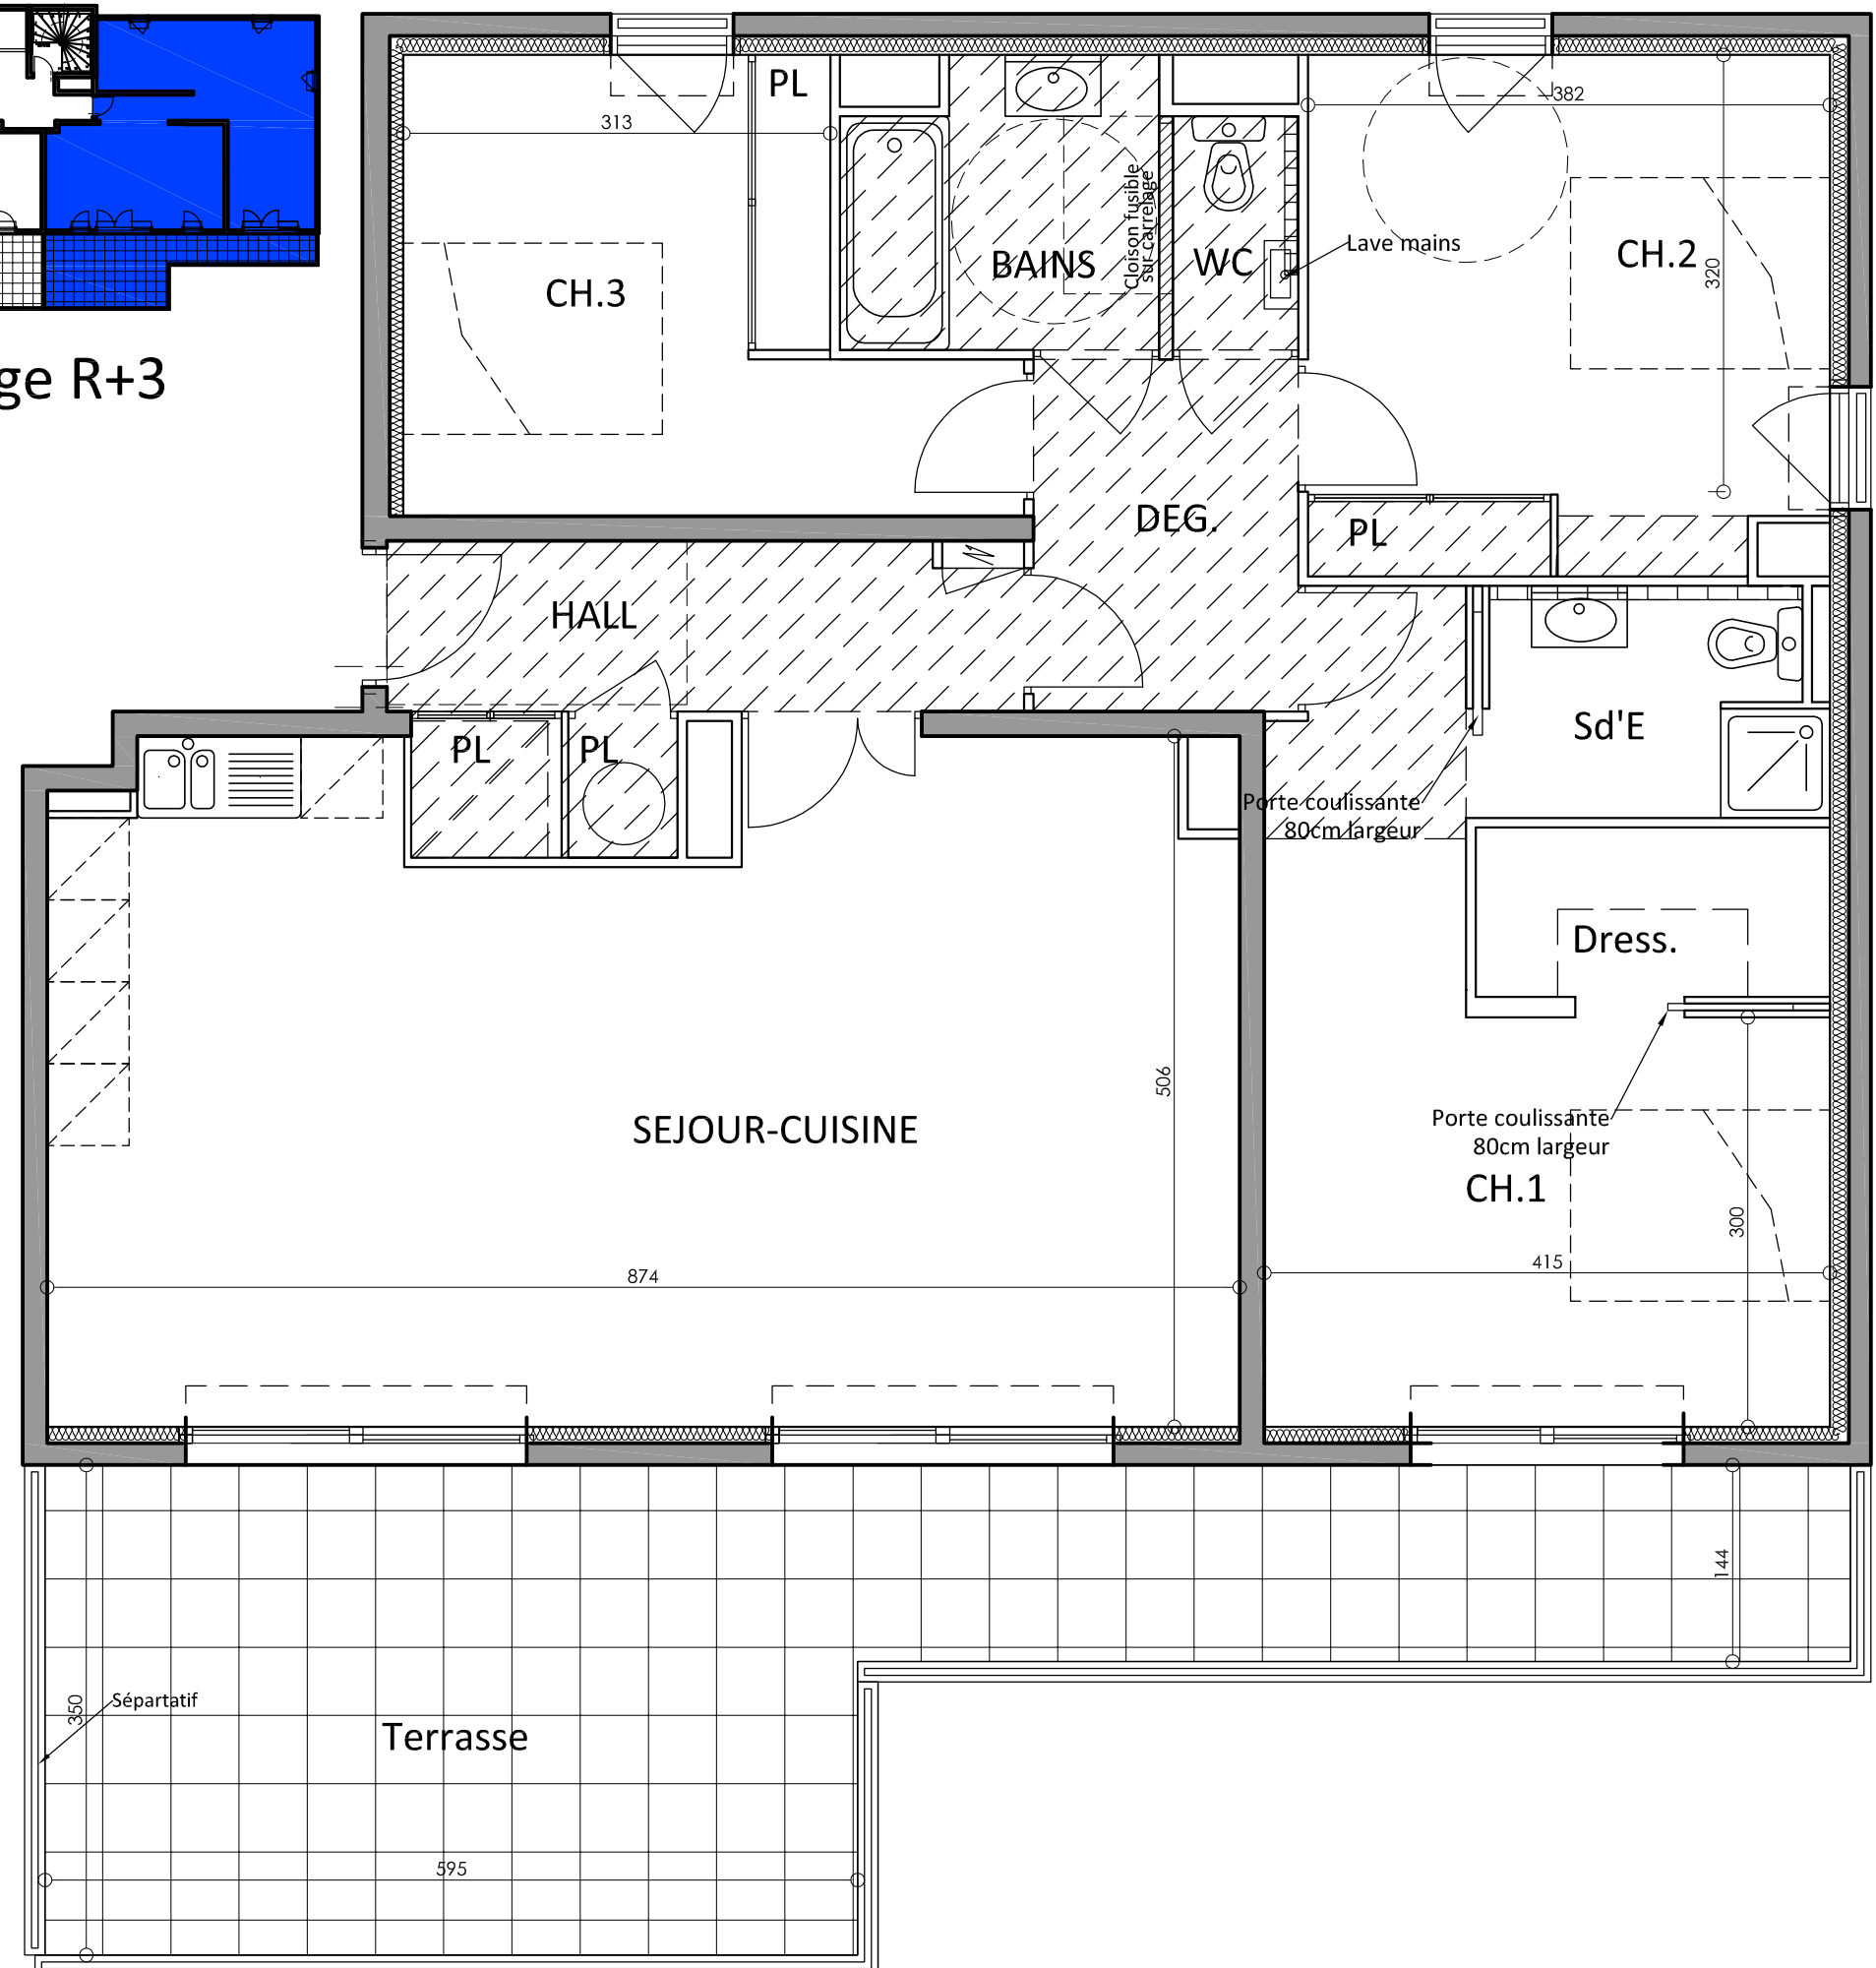 ge R+3
PL
313
382
CH.3
BAINS
Cloison fusible
sur carrelage
WC
Lave mains
CH.2
320
DEG.
PL
HALL
PL
PL
Sd'E
Porte coulissante
80cm largeur
Dress.
506
SEJOUR-CUISINE
Porte coulissante
80cm largeur
CH.1
300
874
415
144
350
Sépartatif
Terrasse
595